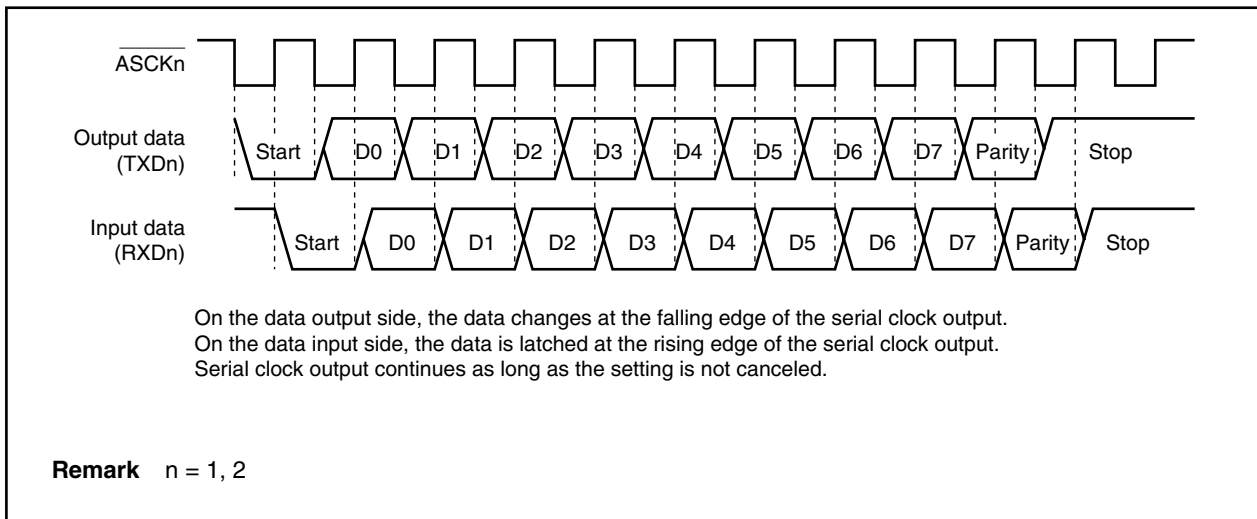 ASCKn
Output data
(TXDn)
Start D0 D1 D2 D3 D4 D5 D6 D7 Parity Stop
Input data
(RXDn)
Start D0 D1 D2 D3 D4 D5 D6 D7 Parity Stop
On the data output side, the data changes at the falling edge of the serial clock output.
On the data input side, the data is latched at the rising edge of the serial clock output.
Serial clock output continues as long as the setting is not canceled.
Remark n = 1, 2